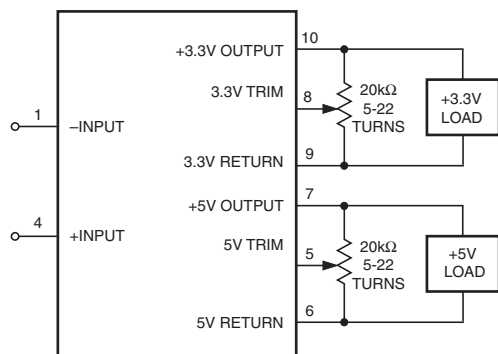 +3.3V OUTPUT
10
3.3V TRIM
8
20kΩ
5-22
TURNS
+3.3V
LOAD
1
–INPUT
3.3V RETURN
9
+5V OUTPUT
7
4
+INPUT
5V TRIM
5
20kΩ
5-22
TURNS
+5V
LOAD
5V RETURN
6